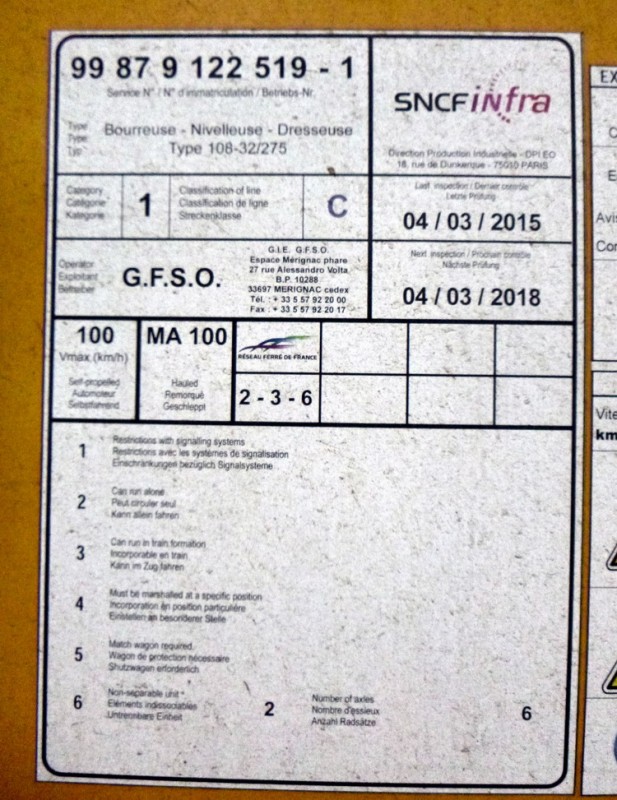 99 87 9 122 519 - 1
Service N° / N° d'immatriculation / Betriebs-Nr.
Type
Type
Typ
Bourreuse - Nivelleuse - Dresseuse
Type 108-32/275
SNCF infra
Direction Production Industrielle - DPI EO
18, rue de Dunkerque - 75010 PARIS
Category
Catégorie
Kategorie
1
Classification of line
Classification de ligne
Streckenklasse
C
Last inspection / Dernier contrôle
Letzte Prüfung
04 / 03 / 2015
Operator
Exploitant
Betreiber
G.F.S.O.
G.I.E. G.F.S.O.
Espace Mérignac phare
27 rue Alessandro Volta
B.P. 10288
33697 MERIGNAC cedex
Tél. : + 33 5 57 92 20 00
Fax : + 33 5 57 92 20 17
Next inspection / Prochain contrôle
Nächste Prüfung
04 / 03 / 2018
100
Vmax (km/h)
Self-propelled
Automoteur
Selbstfahrend
MA 100
Hauled
Remorqué
Geschleppt
RÉSEAU FERRÉ DE FRANCE
2 - 3 - 6
1
Restrictions with signalling systems
Restrictions avec les systèmes de signalisation
Einschränkungen bezüglich Signalsysteme
2
Can run alone
Peut circuler seul
Kann allein fahren
3
Can run in train formation
Incorporable en train
Kann im Zug fahren
4
Must be marshalled at a specific position
Incorporation en position particulière
Einstellen an besonderer Stelle
5
Match wagon required
Wagon de protection nécessaire
Shutzwagen erforderlich
6
Non-separable unit *
Eléments indissociables
Untrennbare Einheit
2
Number of axles
Nombre d'essieux
Anzahl Radsätze
6
EX
C
E
Avis
Con
Vite
km